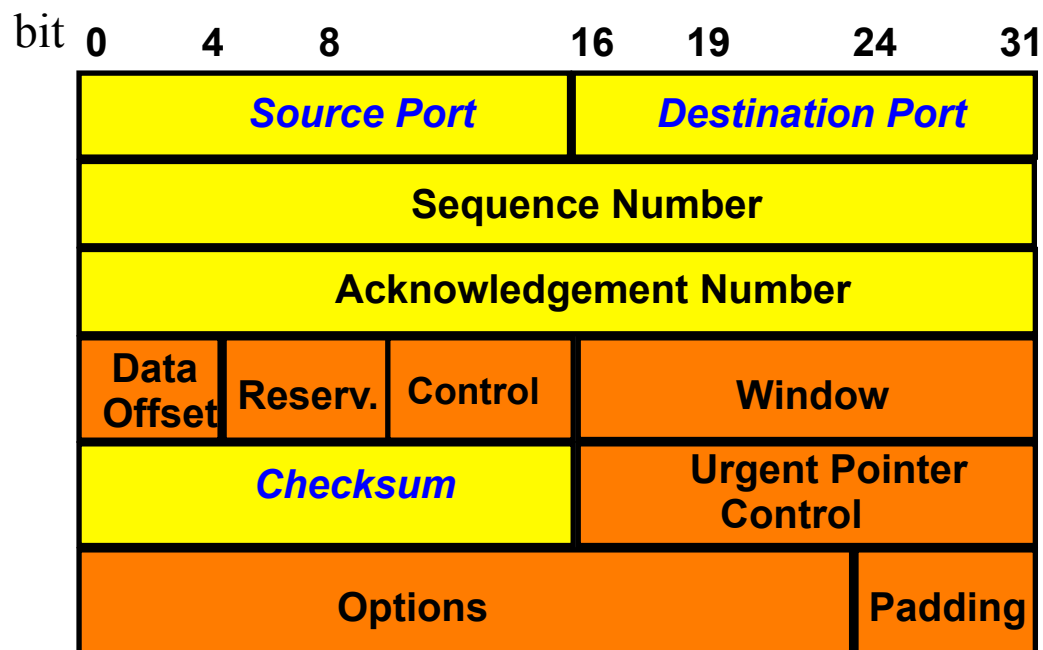 bit 0 4 8 16 19 24 31
Source Port Destination Port
Sequence Number
Acknowledgement Number
Data
Offset
Reserv.
Control
Window
Checksum
Urgent Pointer
Control
Options Padding